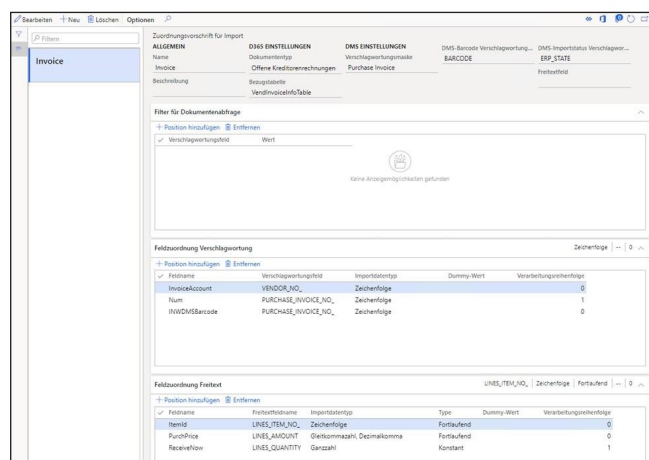 Bearbeiten + Neu Löschen Optionen
Filtern
Invoice
Zuordnungsvorschrift für Import
ALLGEMEIN D365 EINSTELLUNGEN DMS EINSTELLUNGEN
Name Dokumententyp Verschlagwortungsmaske DMS-Barcode Verschlagwortung... DMS-Importstatus Verschlagwor...
Invoice Offene Kreditorenrechnungen Purchase Invoice BARCODE ERP_STATE
Beschreibung Bezugstabelle Freitextfeld
VendInvoiceInfoTable
Filter für Dokumentenabfrage
+ Position hinzufügen Entfernen
Verschlagwortungsfeld Wert
Keine Anzeigemöglichkeiten gefunden
Feldzuordnung Verschlagwortung Zeichenfolge | -- | 0
+ Position hinzufügen Entfernen
Feldname Verschlagwortungsfeld Importdatentyp Dummy-Wert Verarbeitungsreihenfolge
InvoiceAccount VENDOR_NO_ Zeichenfolge 0
Num PURCHASE_INVOICE_NO_ Zeichenfolge 1
INWDMSBarcode PURCHASE_INVOICE_NO_ Zeichenfolge 0
Feldzuordnung Freitext LINES_ITEM_NO_ | Zeichenfolge | Fortlaufend | -- | 0
+ Position hinzufügen Entfernen
Feldname Freitextfeldname Importdatentyp Type Dummy-Wert Verarbeitungsreihenfolge
ItemId LINES_ITEM_NO_ Zeichenfolge Fortlaufend 0
PurchPrice LINES_AMOUNT Gleitkommazahl, Dezimalkomma Fortlaufend 0
ReceiveNow LINES_QUANTITY Ganzzahl Konstant 1